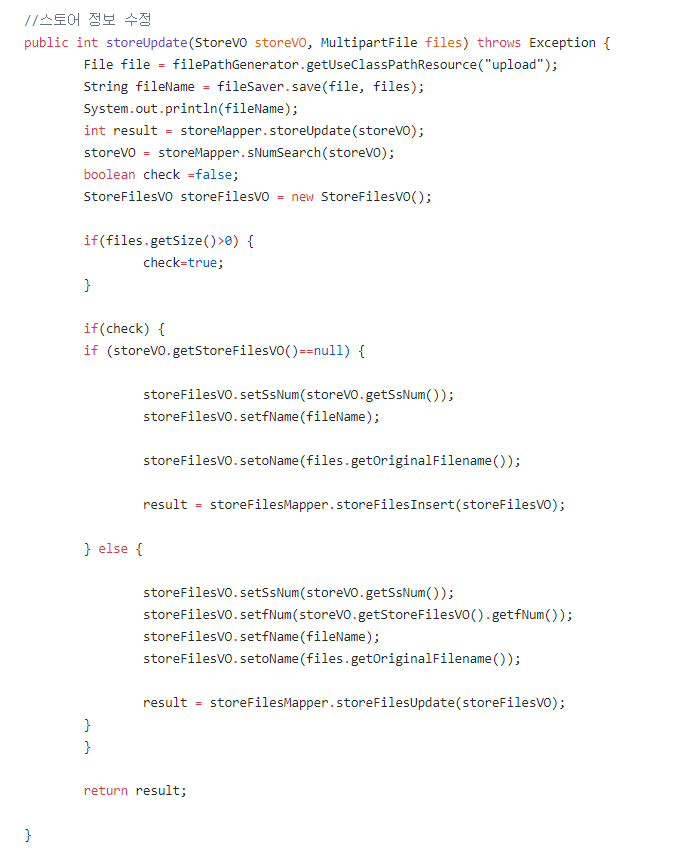 //스토어 정보 수정
public int storeUpdate(StoreVO storeVO, MultipartFile files) throws Exception {
File file = filePathGenerator.getUseClassPathResource("upload");
String fileName = fileSaver.save(file, files);
System.out.println(fileName);
int result = storeMapper.storeUpdate(storeVO);
storeVO = storeMapper.sNumSearch(storeVO);
boolean check =false;
StoreFilesVO storeFilesVO = new StoreFilesVO();
if(files.getSize()>0) {
check=true;
}
if(check) {
if (storeVO.getStoreFilesVO()==null) {
storeFilesVO.setSsNum(storeVO.getSsNum());
storeFilesVO.setfName(fileName);
storeFilesVO.setoName(files.getOriginalFilename());
result = storeFilesMapper.storeFilesInsert(storeFilesVO);
} else {
storeFilesVO.setSsNum(storeVO.getSsNum());
storeFilesVO.setfNum(storeVO.getStoreFilesVO().getfNum());
storeFilesVO.setfName(fileName);
storeFilesVO.setoName(files.getOriginalFilename());
result = storeFilesMapper.storeFilesUpdate(storeFilesVO);
}
}
return result;
}